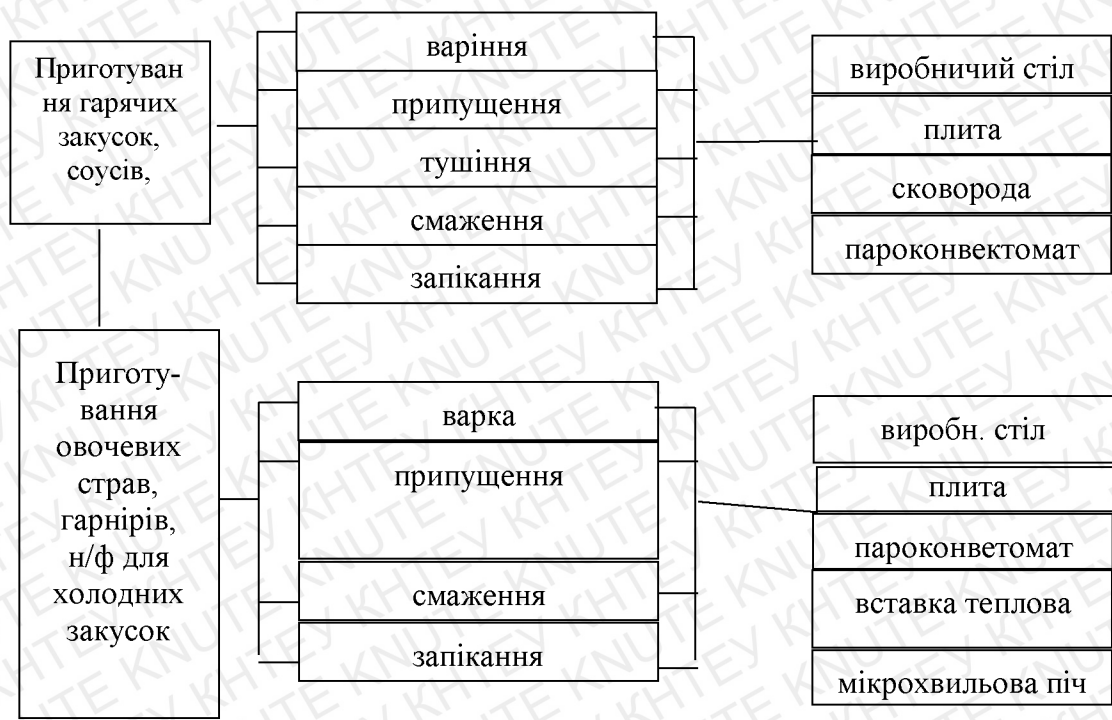 Приготуван
ня гарячих
закусок,
соусів,
варіння
припущення
тушіння
смаження
запікання
виробничий стіл
плита
сковорода
пароконвектомат
Приготу-
вання
овочевих
страв,
гарнірів,
н/ф для
холодних
закусок
варка
припущення
смаження
запікання
виробн. стіл
плита
пароконветомат
вставка теплова
мікрохвильова піч